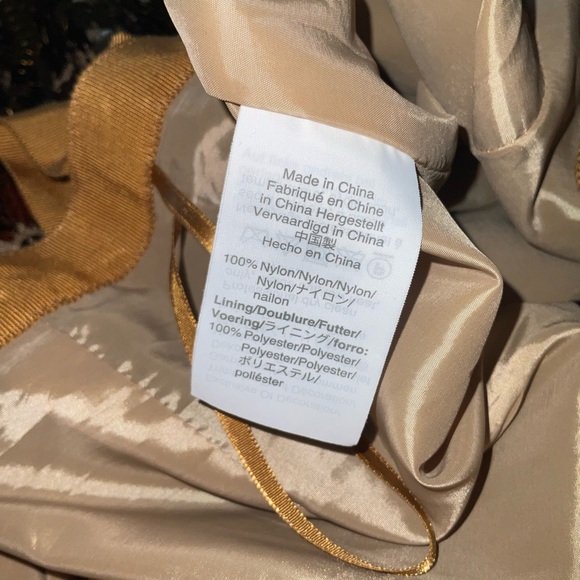 Made in China
Fabriqué en Chine
in China Hergestellt
Vervaardigd in China
中国製
Hecho en China
100% Nylon/Nylon/Nylon/
Nylon/ナイロン/
nailon
Lining/Doublure/Futter/
Voering/ライニング/forro:
100% Polyester/Polyester/
Polyester/Polyester/
ポリエステル/
poliéster